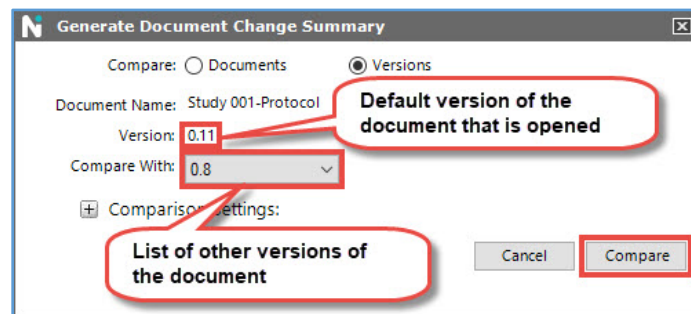 Generate Document Change Summary
Compare: Documents Versions
Document Name: Study 001-Protocol
Default version of the
document that is opened
Version: 0.11
Compare With: 0.8
Comparison settings:
List of other versions of
the document
Cancel Compare